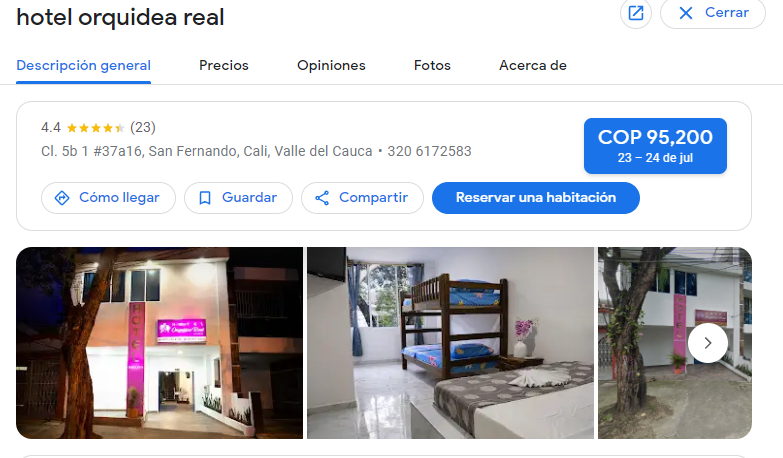 hotel orquidea real
Cerrar
Descripción general
Precios
Opiniones
Fotos
Acerca de
4.4 (23)
Cl. 5b 1 #37a16, San Fernando, Cali, Valle del Cauca • 320 6172583
COP 95,200
23 – 24 de jul
Cómo llegar
Guardar
Compartir
Reservar una habitación
HOTEL